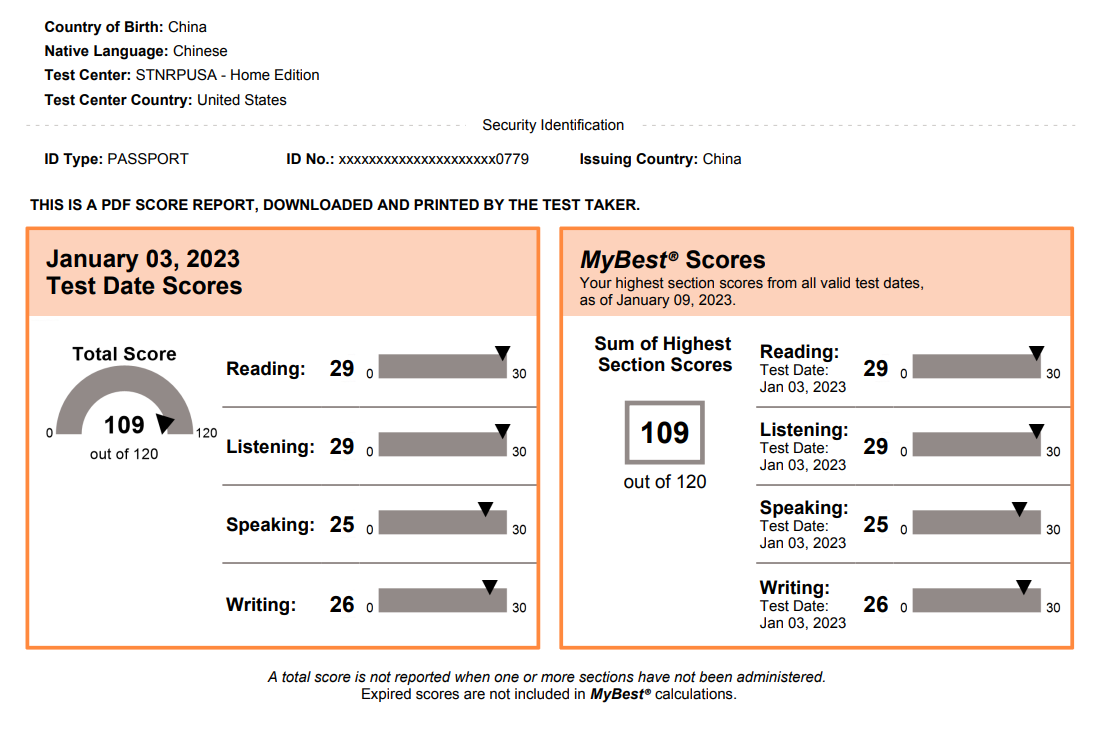 Country of Birth: China
Native Language: Chinese
Test Center: STNRPUSA - Home Edition
Test Center Country: United States
Security Identification
ID Type: PASSPORT ID No.: xxxxxxxxxxxxxxxxxxxxx0779 Issuing Country: China
THIS IS A PDF SCORE REPORT, DOWNLOADED AND PRINTED BY THE TEST TAKER.
January 03, 2023
Test Date Scores
Total Score
0 109 120
out of 120
Reading: 29 0 30
Listening: 29 0 30
Speaking: 25 0 30
Writing: 26 0 30
MyBest® Scores
Your highest section scores from all valid test dates,
as of January 09, 2023.
Sum of Highest
Section Scores
109
out of 120
Reading:
Test Date:
Jan 03, 2023
29 0 30
Listening:
Test Date:
Jan 03, 2023
29 0 30
Speaking:
Test Date:
Jan 03, 2023
25 0 30
Writing:
Test Date:
Jan 03, 2023
26 0 30
A total score is not reported when one or more sections have not been administered.
Expired scores are not included in MyBest® calculations.